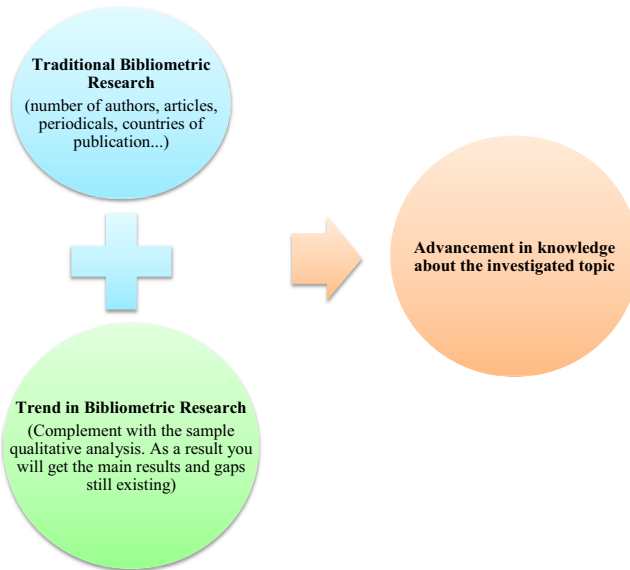 Traditional Bibliometric
Research
(number of authors, articles,
periodicals, countries of
publication...)
Trend in Bibliometric Research
(Complement with the sample
qualitative analysis. As a result you
will get the main results and gaps
still existing)
Advancement in knowledge
about the investigated topic